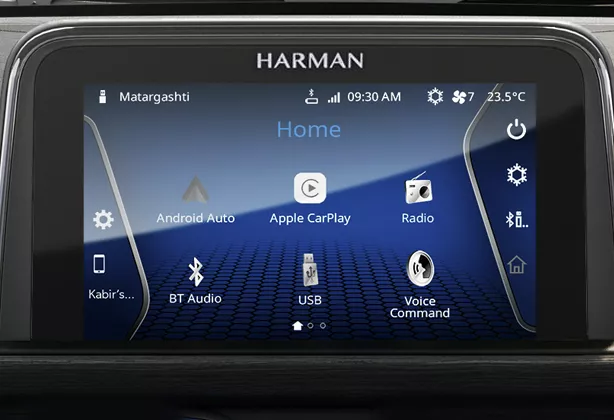 HARMAN
Matargashti 09:30 AM 7 23.5°C
Home
Android Auto Apple CarPlay Radio
Kabir's...
BT Audio USB Voice
Command